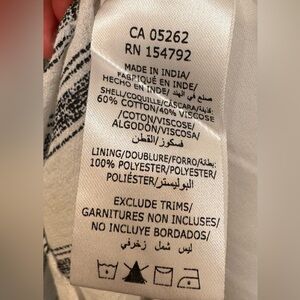 CA 05262
RN 154792
MADE IN INDIA/
FABRIQUÉ EN INDE/
HECHO EN INDE/ صنع في الهند
SHELL/COQUILLE/CÁSCARA/
60% COTTON/40% VISCOSE
/COTON/VISCOSE/
ALGODÓN/VISCOSA/
فسكوز/القطن
LINING/DOUBLURE/FORRO/بطانة:
100% POLYESTER/POLYESTER/
POLIÉSTER/البوليستر
EXCLUDE TRIMS/
GARNITURES NON INCLUSES/
NO INCLUYE BORDADOS/
ليس شمل زخرفي